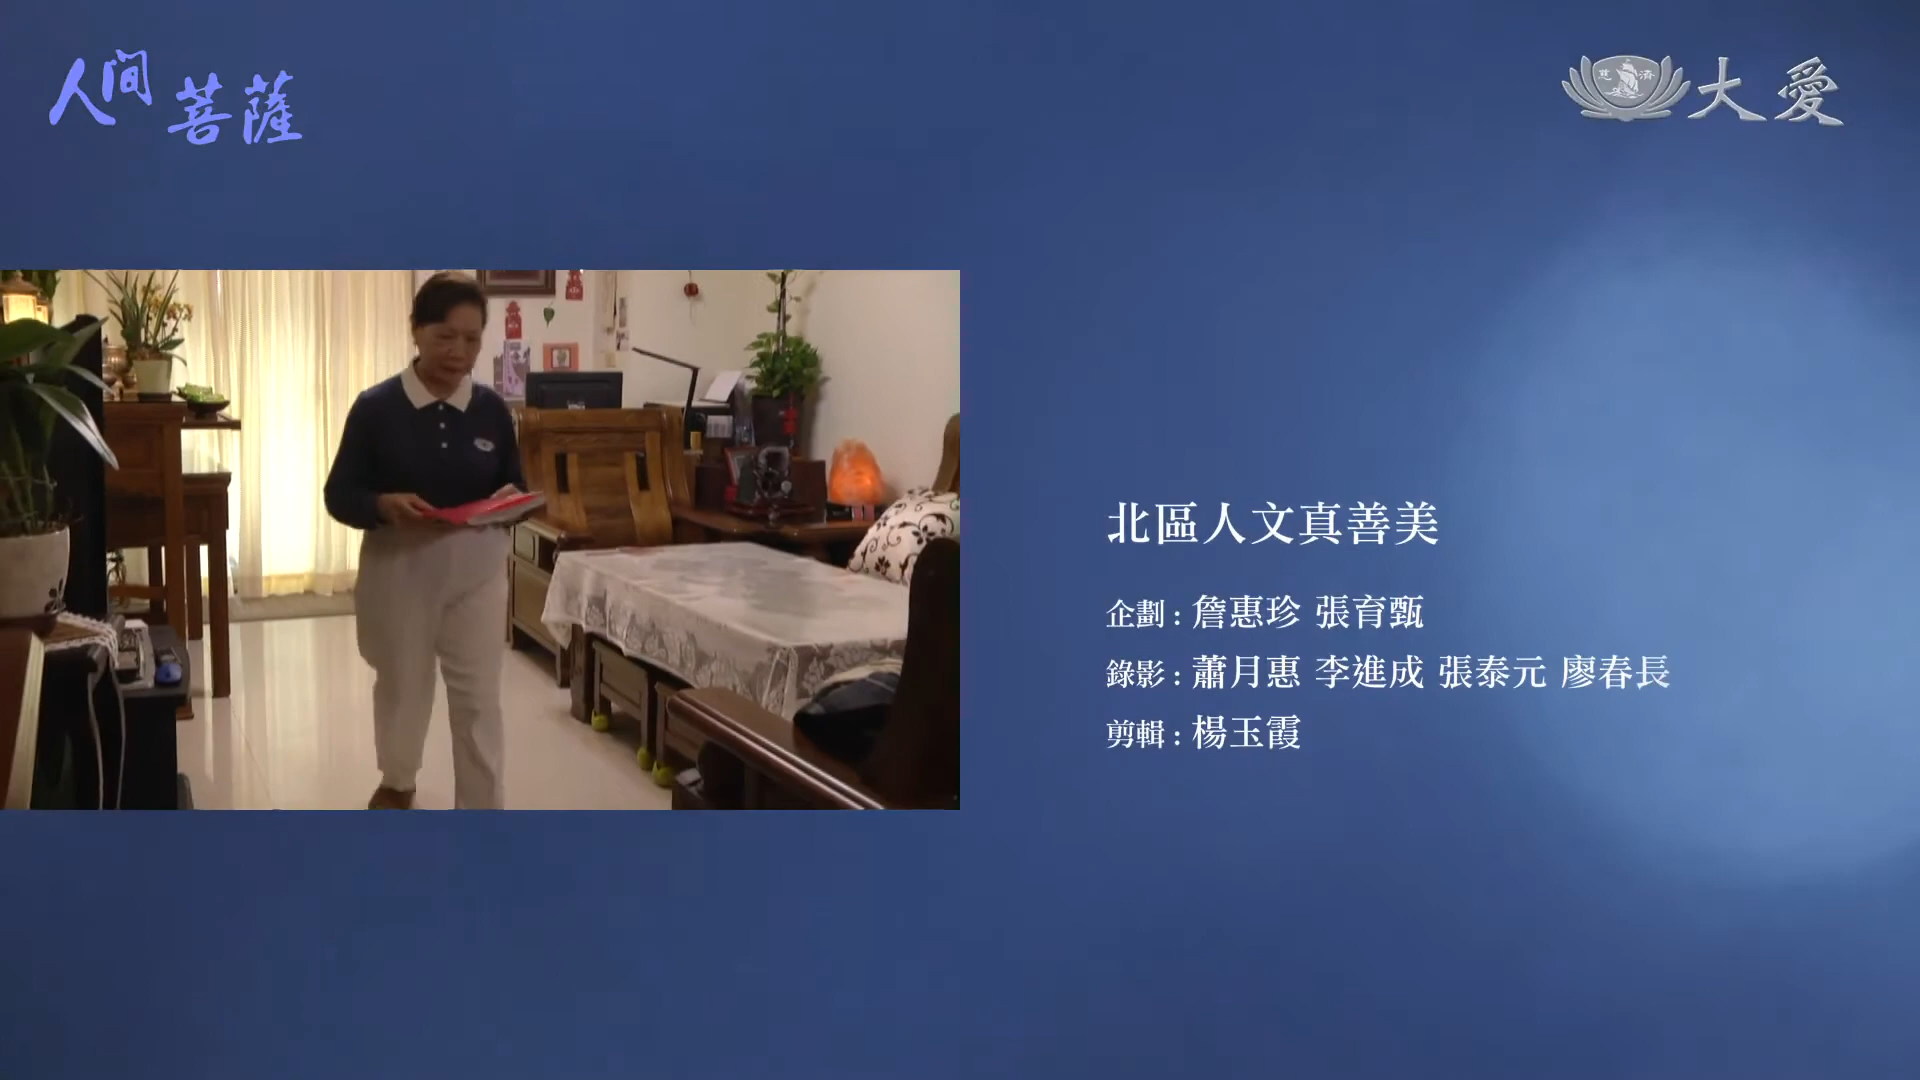 人间菩薩
慈濟
大愛
北區人文真善美
企劃 : 詹惠珍 張育甄
錄影 : 蕭月惠 李進成 張泰元 廖春長
剪輯 : 楊玉霞